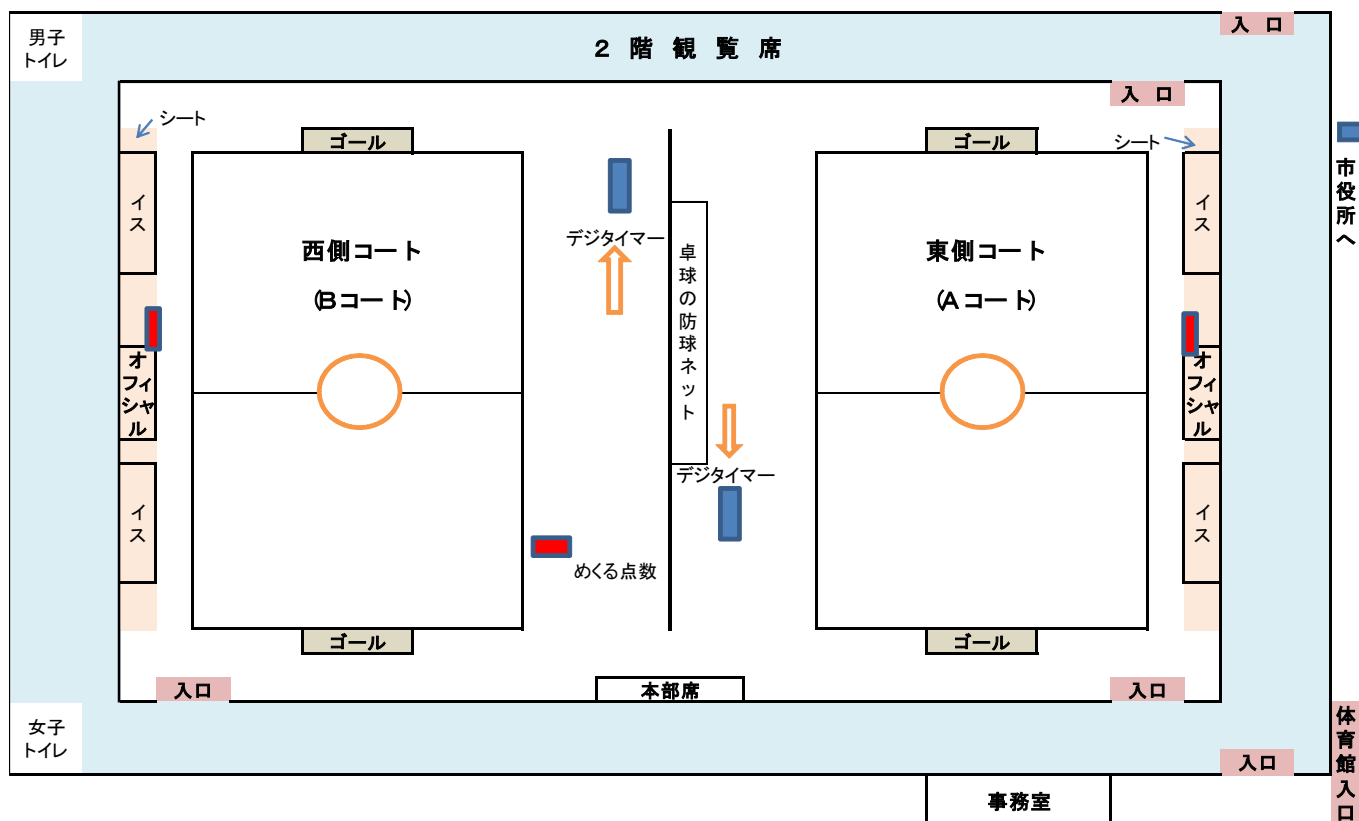 男子
トイレ
２ 階 観 覧 席
入 口
入 口
シート
ゴール
ゴール
シート
市役所へ
イス
イス
デジタイマー
西側コート
(Bコート)
卓球の防球ネット
東側コート
(Aコート)
オフィシャル
オフィシャル
デジタイマー
イス
イス
めくる点数
ゴール
ゴール
入口
本部席
入口
女子
トイレ
入口
体育館入口
事務室